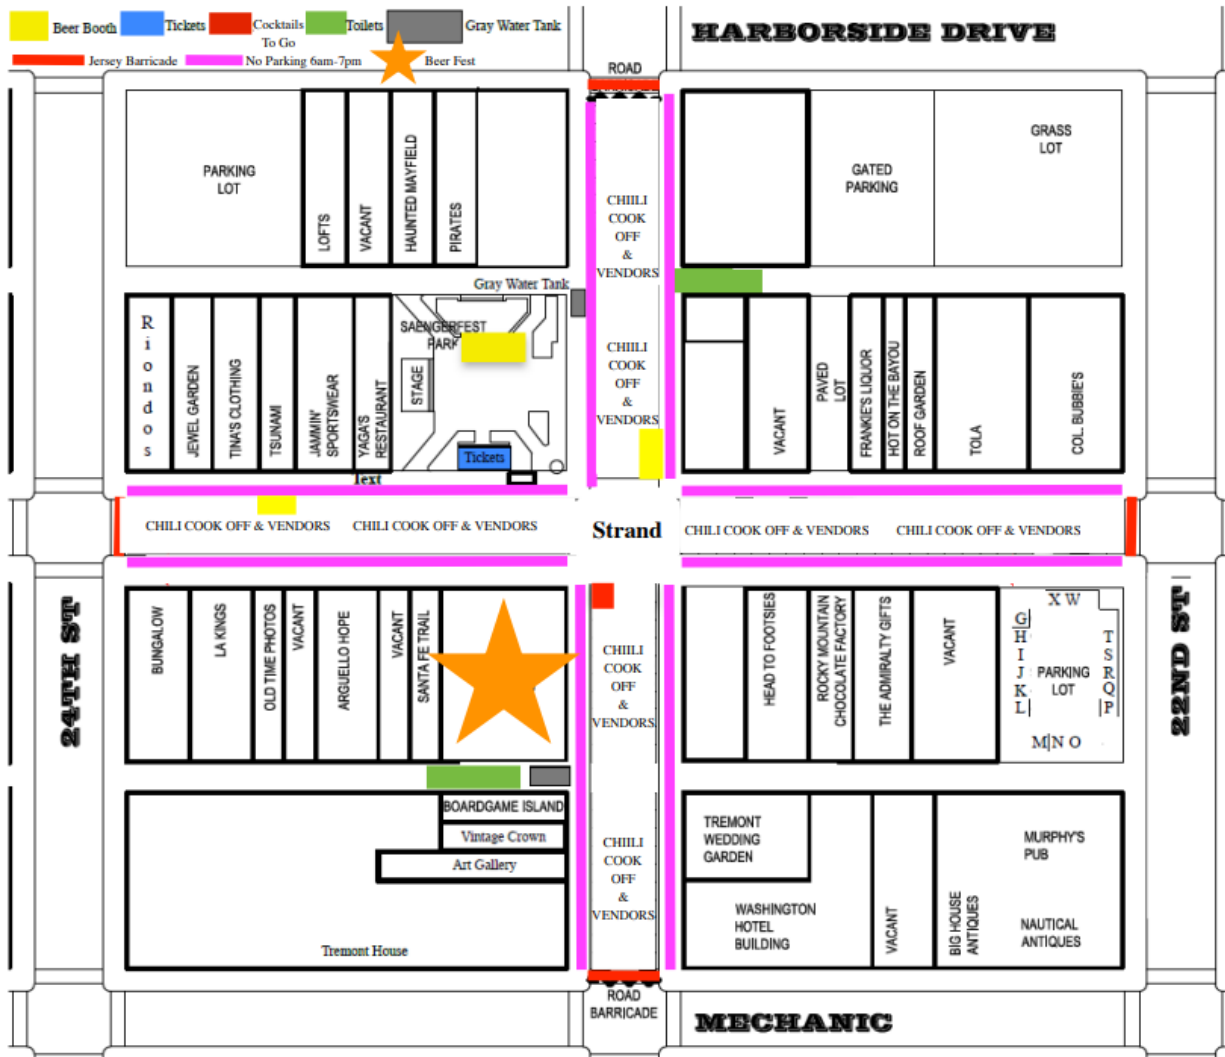 Beer Booth
Tickets
Cocktails
To Go
Toilets
Gray Water Tank
Jersey Barricade
No Parking 6am-7pm
Beer Fest
HARBORSIDE DRIVE
ROAD
PARKING
LOT
LOFTS
VACANT
HAUNTED MAYFIELD
PIRATES
CHIILI
COOK
OFF
&
VENDORS
GATED
PARKING
GRASS
LOT
Gray Water Tank
Riondos
JEWEL GARDEN
TINA'S CLOTHING
TSUNAMI
JAMMIN'
SPORTSWEAR
YAGA'S
RESTAURANT
SAENGERFEST
PARK
STAGE
Tickets
Text
CHIILI
COOK
OFF
&
VENDORS
VACANT
PAVED
LOT
FRANKIE'S LIQUOR
HOT ON THE BAYOU
ROOF GARDEN
TOLA
COL. BUBBIE'S
CHILI COOK OFF & VENDORS
CHILI COOK OFF & VENDORS
Strand
CHILI COOK OFF & VENDORS
CHILI COOK OFF & VENDORS
24TH ST
BUNGALOW
LA KINGS
OLD TIME PHOTOS
VACANT
ARGUELLO HOPE
VACANT
SANTA FE TRAIL
CHIILI
COOK
OFF
&
VENDORS
HEAD TO FOOTSIES
ROCKY MOUNTAIN
CHOCOLATE FACTORY
THE ADMIRALTY GIFTS
VACANT
X W
G
H
I
J
K
L
PARKING
LOT
T
S
R
Q
P
M N O
22ND ST
BOARDGAME ISLAND
Vintage Crown
Art Gallery
Tremont House
CHIILI
COOK
OFF
&
VENDORS
TREMONT
WEDDING
GARDEN
WASHINGTON
HOTEL
BUILDING
VACANT
BIG HOUSE
ANTIQUES
MURPHY'S
PUB
NAUTICAL
ANTIQUES
ROAD
BARRICADE
MECHANIC